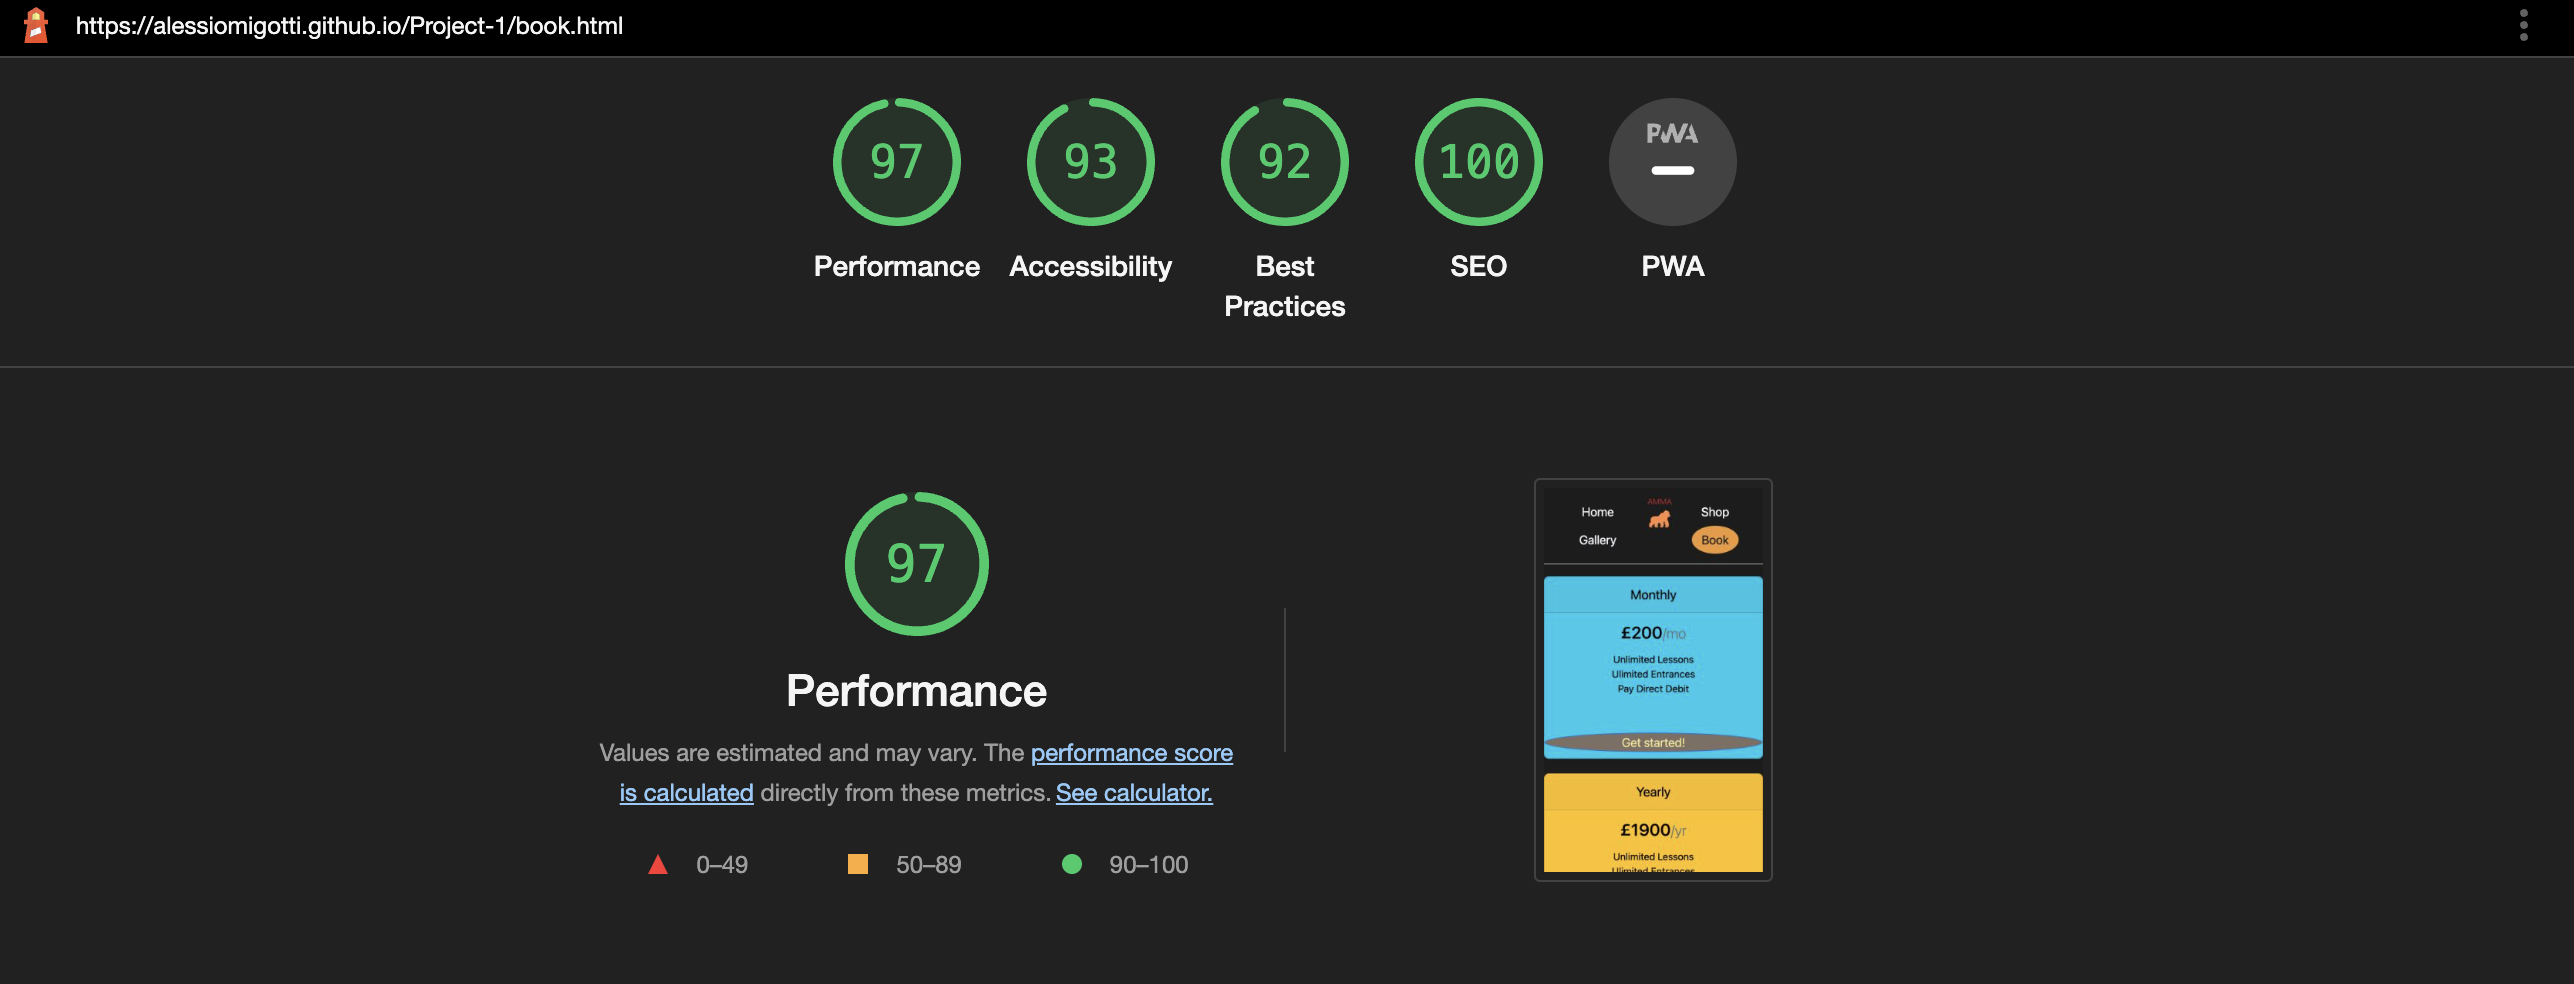 https://alessiomigotti.github.io/Project-1/book.html
97
93
92
100
PWA
Performance
Accessibility
Best
Practices
SEO
PWA
97
Performance
Values are estimated and may vary. The performance score
is calculated directly from these metrics. See calculator.
0–49
50–89
90–100
AMMA
Home
Shop
Gallery
Book
Monthly
£200/mo
Unlimited Lessons
Ulimited Entrances
Pay Direct Debit
Get started!
Yearly
£1900/yr
Unlimited Lessons
Ulimited Entrances